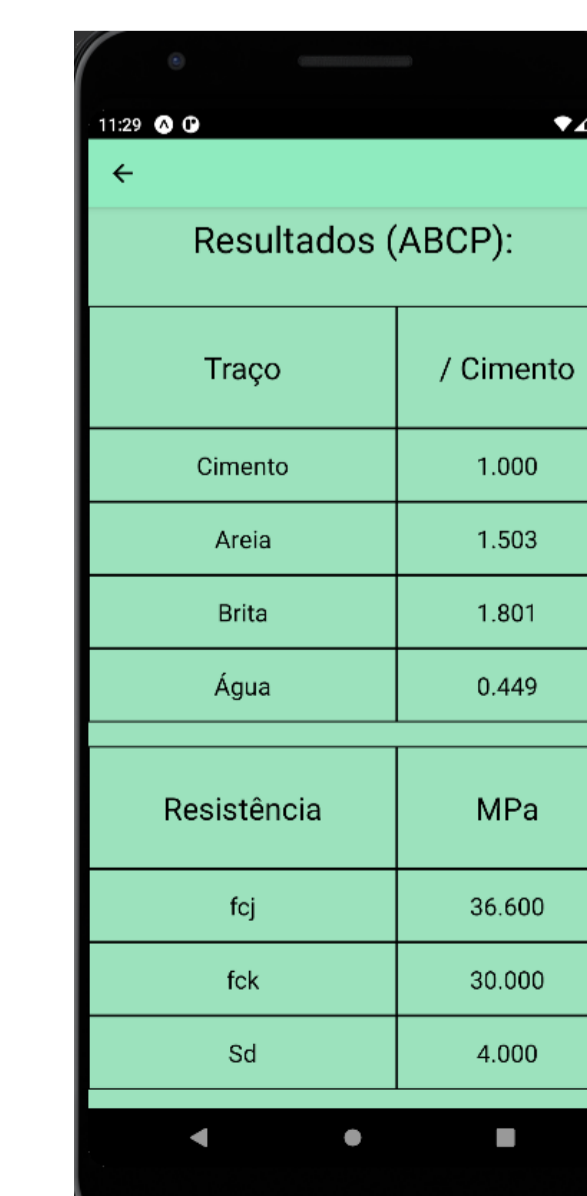 11:29
Resultados (ABCP):
Traço / Cimento
Cimento 1.000
Areia 1.503
Brita 1.801
Água 0.449
Resistência MPa
fcj 36.600
fck 30.000
Sd 4.000